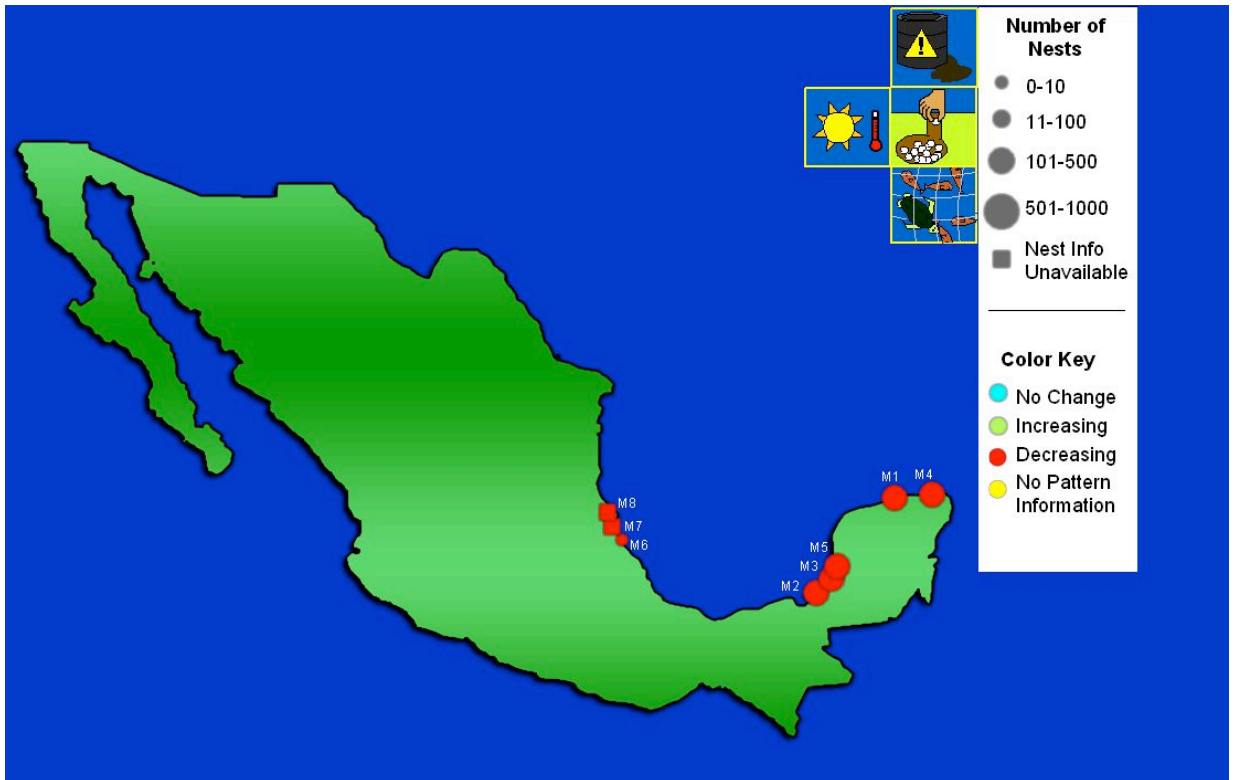 Number of
Nests
0-10
11-100
101-500
501-1000
Nest Info
Unavailable
Color Key
No Change
Increasing
Decreasing
No Pattern
Information
!
M1
M4
M8
M7
M6
M5
M3
M2